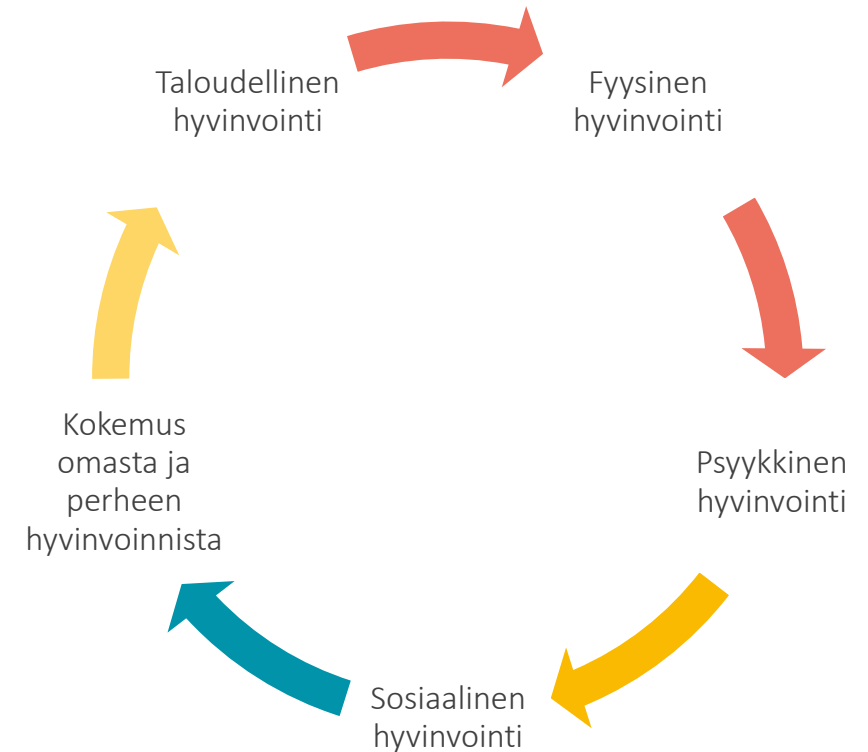 Taloudellinen
hyvinvointi
Fyysinen
hyvinvointi
Psyykkinen
hyvinvointi
Sosiaalinen
hyvinvointi
Kokemus
omasta ja
perheen
hyvinvoinnista